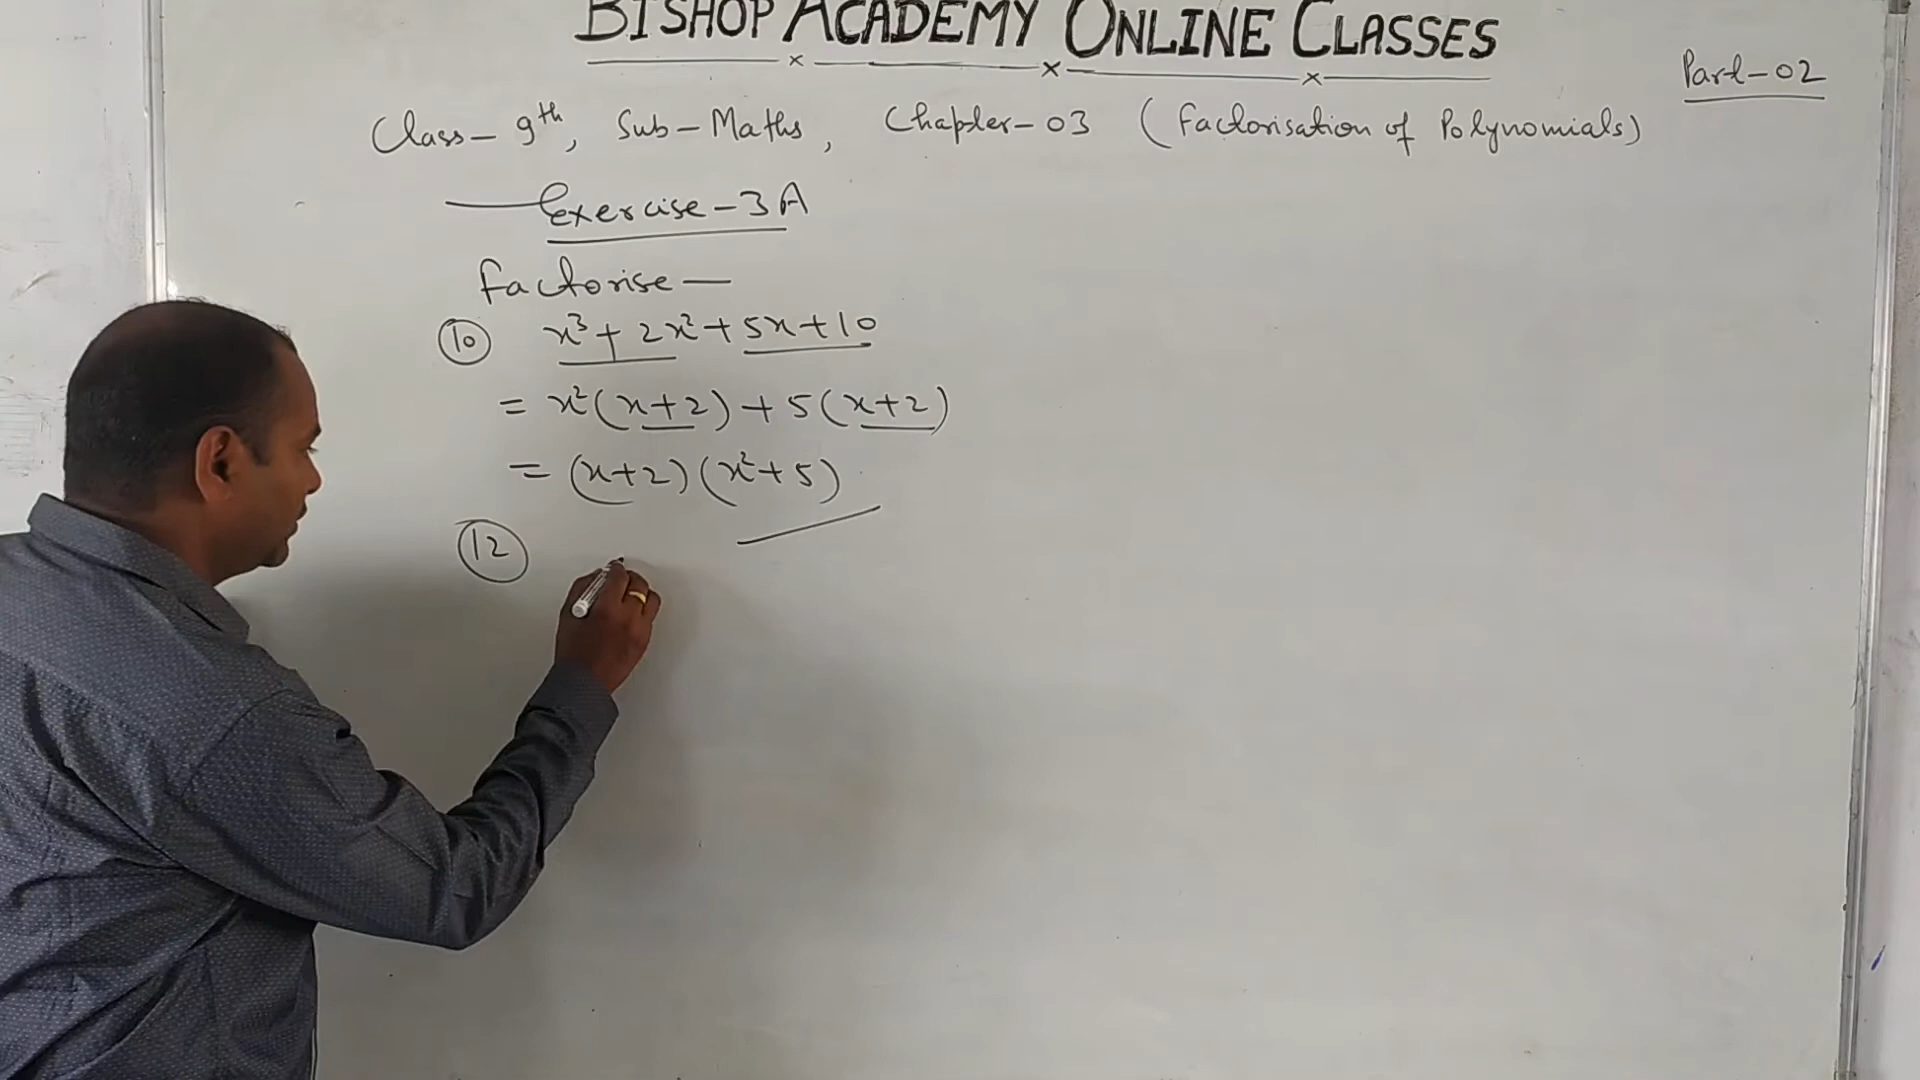 BISHOP ACADEMY ONLINE CLASSES
Part-02
Class-9th, Sub-Maths, Chapter-03 (Factorisation of Polynomials)
Exercise-3A
factorise—
10 x³+2x²+5x+10
= x²(x+2)+5(x+2)
= (x+2)(x²+5)
12